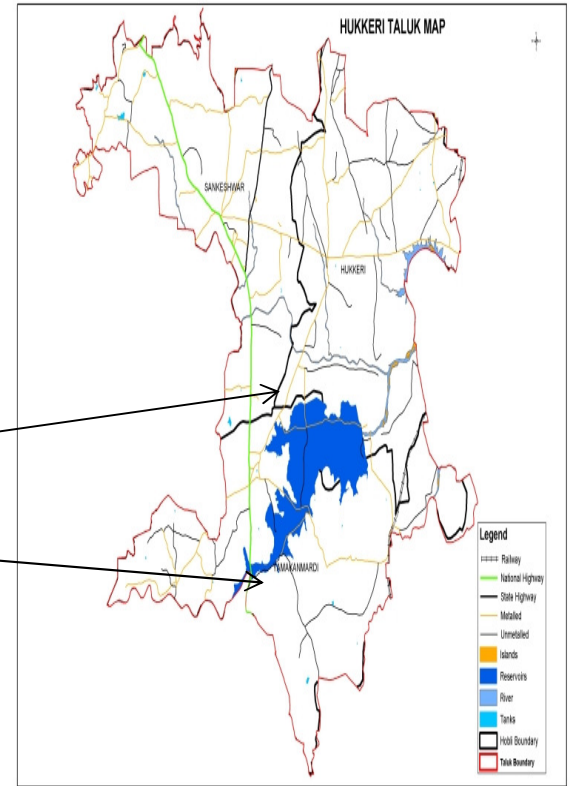 HUKKERI TALUK MAP
SANKESHWAR
HUKKERI
YAMAKANMARDI
Legend
Railway
National Highway
State Highway
Metalled
Unmetalled
Islands
Reservoirs
River
Tanks
Hobli Boundary
Taluk Boundary